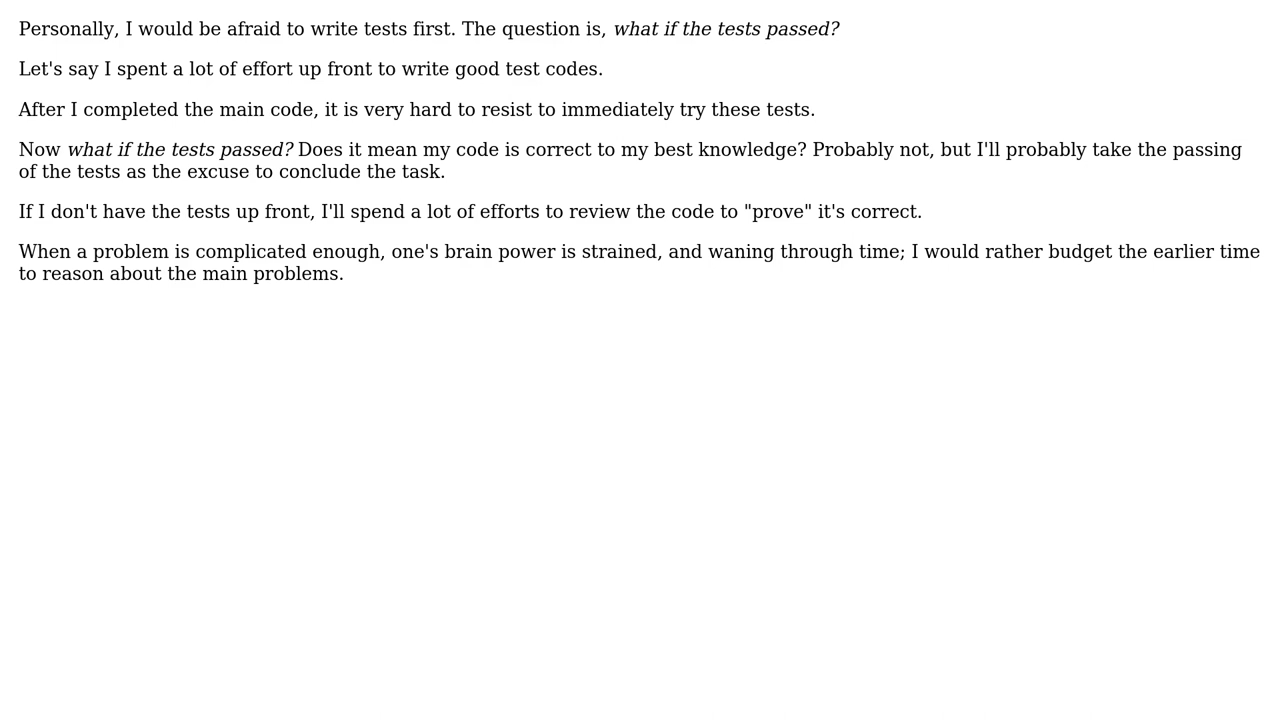 Personally, I would be afraid to write tests first. The question is, what if the tests passed?
Let's say I spent a lot of effort up front to write good test codes.
After I completed the main code, it is very hard to resist to immediately try these tests.
Now what if the tests passed? Does it mean my code is correct to my best knowledge? Probably not, but I'll probably take the passing
of the tests as the excuse to conclude the task.
If I don't have the tests up front, I'll spend a lot of efforts to review the code to "prove" it's correct.
When a problem is complicated enough, one's brain power is strained, and waning through time; I would rather budget the earlier time
to reason about the main problems.